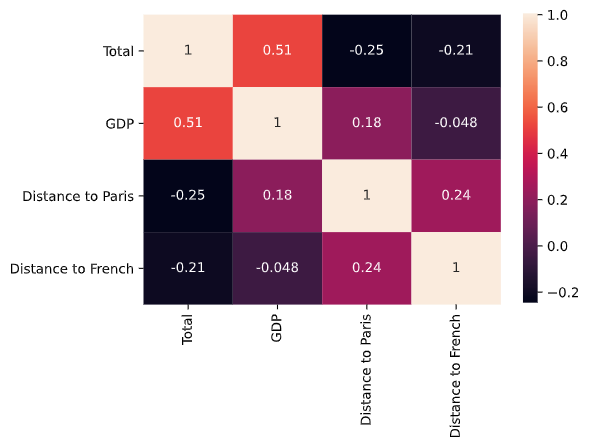 Total 1 0.51 -0.25 -0.21
GDP 0.51 1 0.18 -0.048
Distance to Paris -0.25 0.18 1 0.24
Distance to French -0.21 -0.048 0.24 1
Total
GDP
Distance to Paris
Distance to French
1.0
0.8
0.6
0.4
0.2
0.0
−0.2